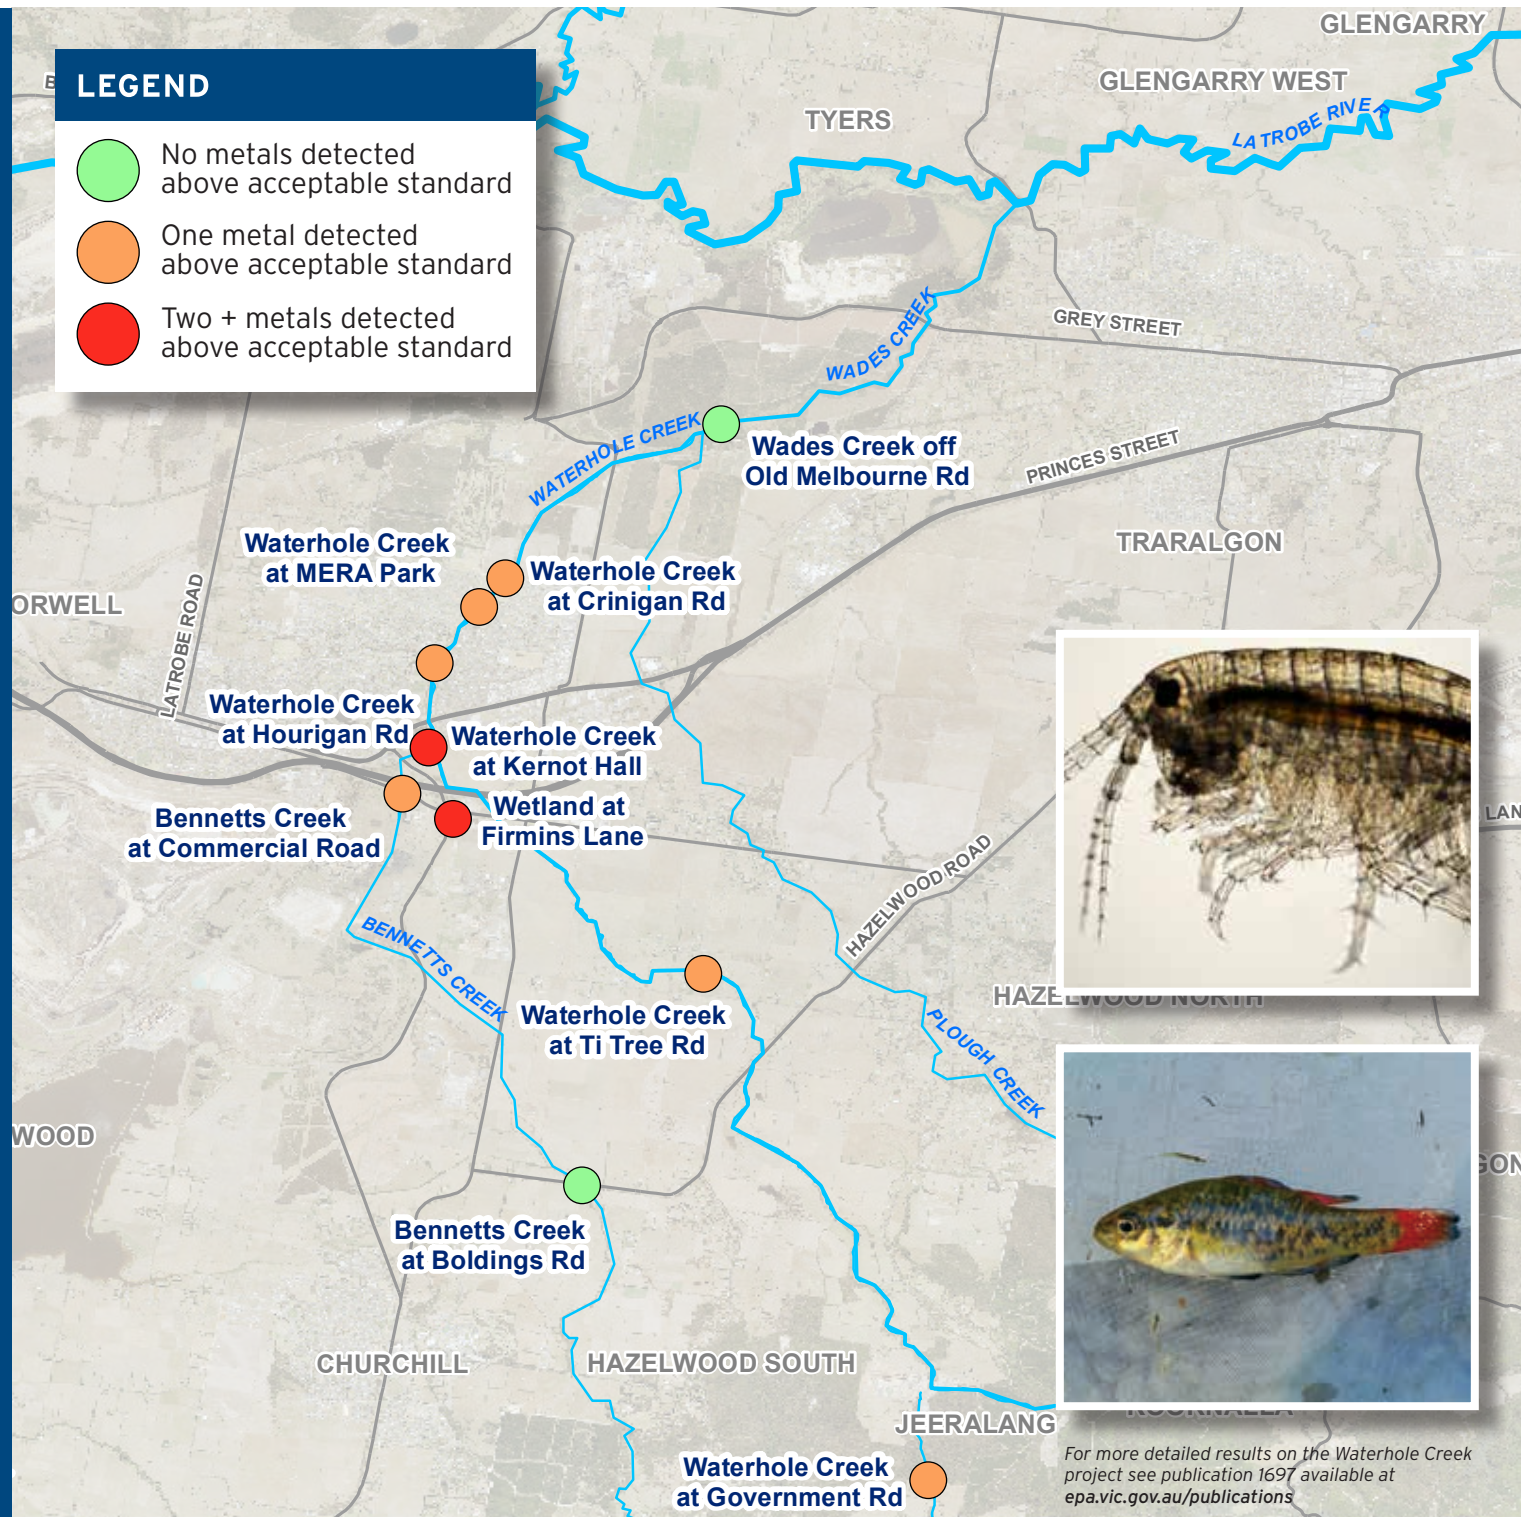 LEGEND
No metals detected
above acceptable standard
One metal detected
above acceptable standard
Two + metals detected
above acceptable standard
GLENGARRY
GLENGARRY WEST
TYERS
LATROBE RIVER
GREY STREET
WADES CREEK
WATERHOLE CREEK
Wades Creek off
Old Melbourne Rd
PRINCES STREET
TRARALGON
Waterhole Creek
at MERA Park
Waterhole Creek
at Crinigan Rd
ORWELL
LATROBE ROAD
Waterhole Creek
at Hourigan Rd
Waterhole Creek
at Kernot Hall
Wetland at
Firmins Lane
Bennetts Creek
at Commercial Road
LAN
HAZELWOOD ROAD
BENNETTS CREEK
HAZELWOOD NORTH
Waterhole Creek
at Ti Tree Rd
PLOUGH CREEK
WOOD
GON
Bennetts Creek
at Boldings Rd
CHURCHILL
HAZELWOOD SOUTH
JEERALANG
Waterhole Creek
at Government Rd
For more detailed results on the Waterhole Creek
project see publication 1697 available at
epa.vic.gov.au/publications